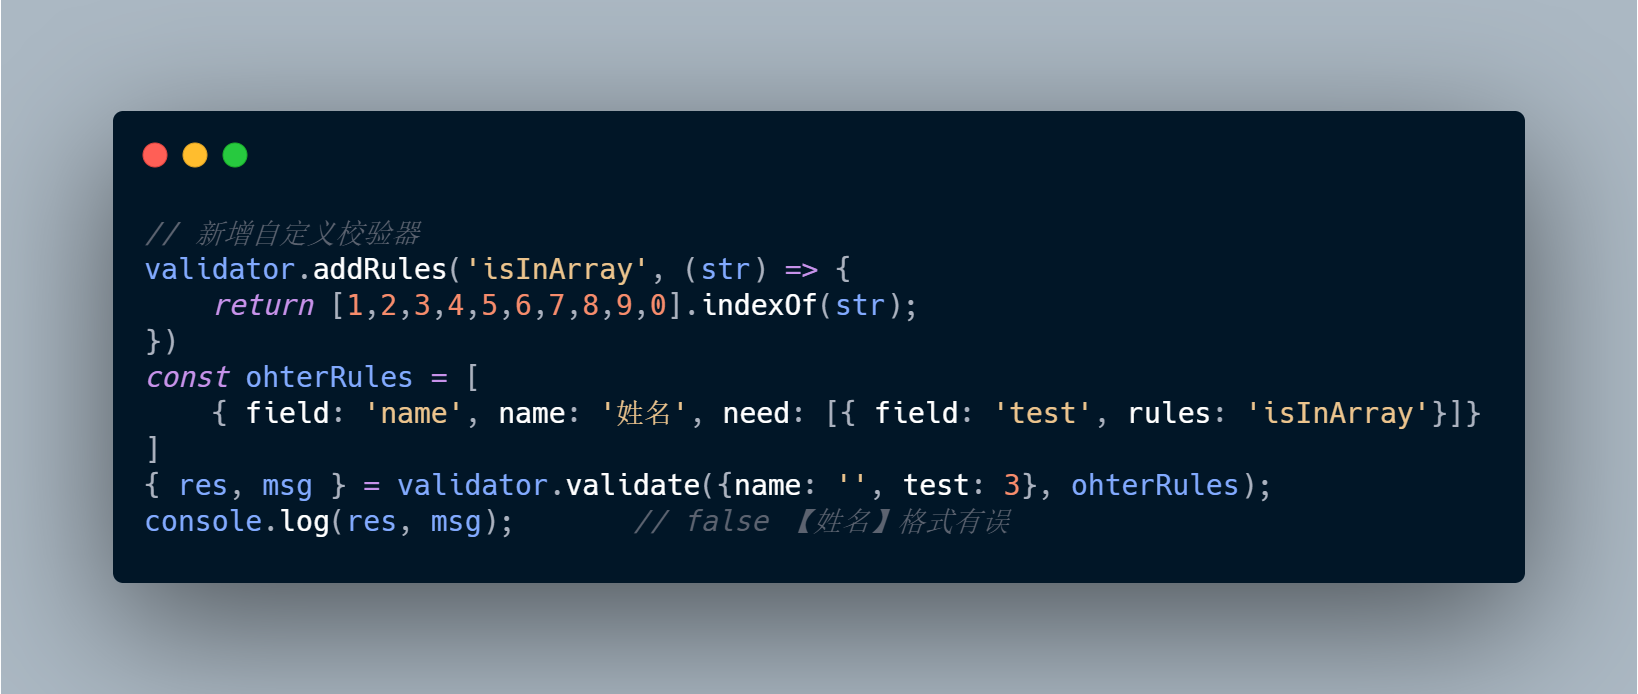 // 新增自定义校验器
validator.addRules('isInArray', (str) => {
    return [1,2,3,4,5,6,7,8,9,0].indexOf(str);
})
const ohterRules = [
    { field: 'name', name: '姓名', need: [{ field: 'test', rules: 'isInArray'}]}
]
{ res, msg } = validator.validate({name: '', test: 3}, ohterRules);
console.log(res, msg);       // false 【姓名】格式有误